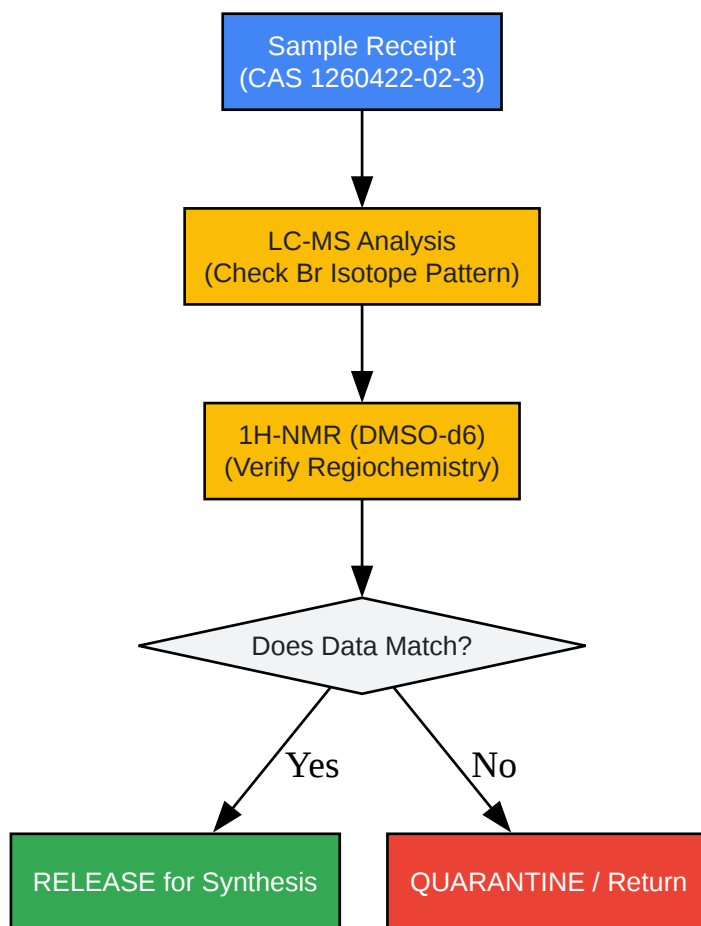 Sample Receipt
(CAS 1260422-02-3)
LC-MS Analysis
(Check Br Isotope Pattern)
1H-NMR (DMSO-d6)
(Verify Regiochemistry)
Does Data Match?
Yes
No
RELEASE for Synthesis
QUARANTINE / Return